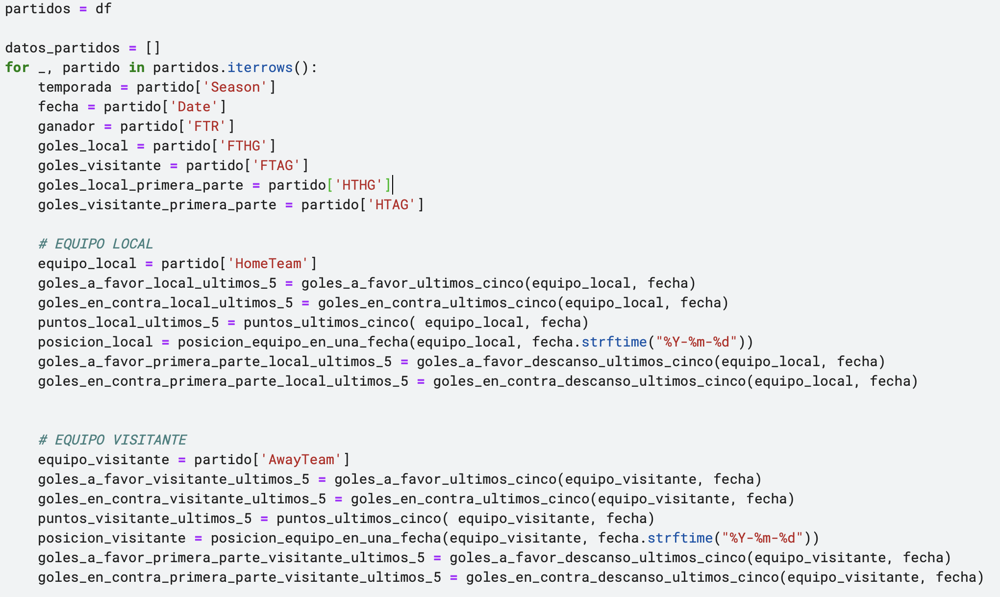 partidos = df
datos_partidos = []
for _, partido in partidos.iterrows():
    temporada = partido['Season']
    fecha = partido['Date']
    ganador = partido['FTR']
    goles_local = partido['FTHG']
    goles_visitante = partido['FTAG']
    goles_local_primera_parte = partido['HTHG']
    goles_visitante_primera_parte = partido['HTAG']
    # EQUIPO LOCAL
    equipo_local = partido['HomeTeam']
    goles_a_favor_local_ultimos_5 = goles_a_favor_ultimos_cinco(equipo_local, fecha)
    goles_en_contra_local_ultimos_5 = goles_en_contra_ultimos_cinco(equipo_local, fecha)
    puntos_local_ultimos_5 = puntos_ultimos_cinco( equipo_local, fecha)
    posicion_local = posicion_equipo_en_una_fecha(equipo_local, fecha.strftime("%Y-%m-%d"))
    goles_a_favor_primera_parte_local_ultimos_5 = goles_a_favor_descanso_ultimos_cinco(equipo_local, fecha)
    goles_en_contra_primera_parte_local_ultimos_5 = goles_en_contra_descanso_ultimos_cinco(equipo_local, fecha)
    # EQUIPO VISITANTE
    equipo_visitante = partido['AwayTeam']
    goles_a_favor_visitante_ultimos_5 = goles_a_favor_ultimos_cinco(equipo_visitante, fecha)
    goles_en_contra_visitante_ultimos_5 = goles_en_contra_ultimos_cinco(equipo_visitante, fecha)
    puntos_visitante_ultimos_5 = puntos_ultimos_cinco( equipo_visitante, fecha)
    posicion_visitante = posicion_equipo_en_una_fecha(equipo_visitante, fecha.strftime("%Y-%m-%d"))
    goles_a_favor_primera_parte_visitante_ultimos_5 = goles_a_favor_descanso_ultimos_cinco(equipo_visitante, fecha)
    goles_en_contra_primera_parte_visitante_ultimos_5 = goles_en_contra_descanso_ultimos_cinco(equipo_visitante, fecha)